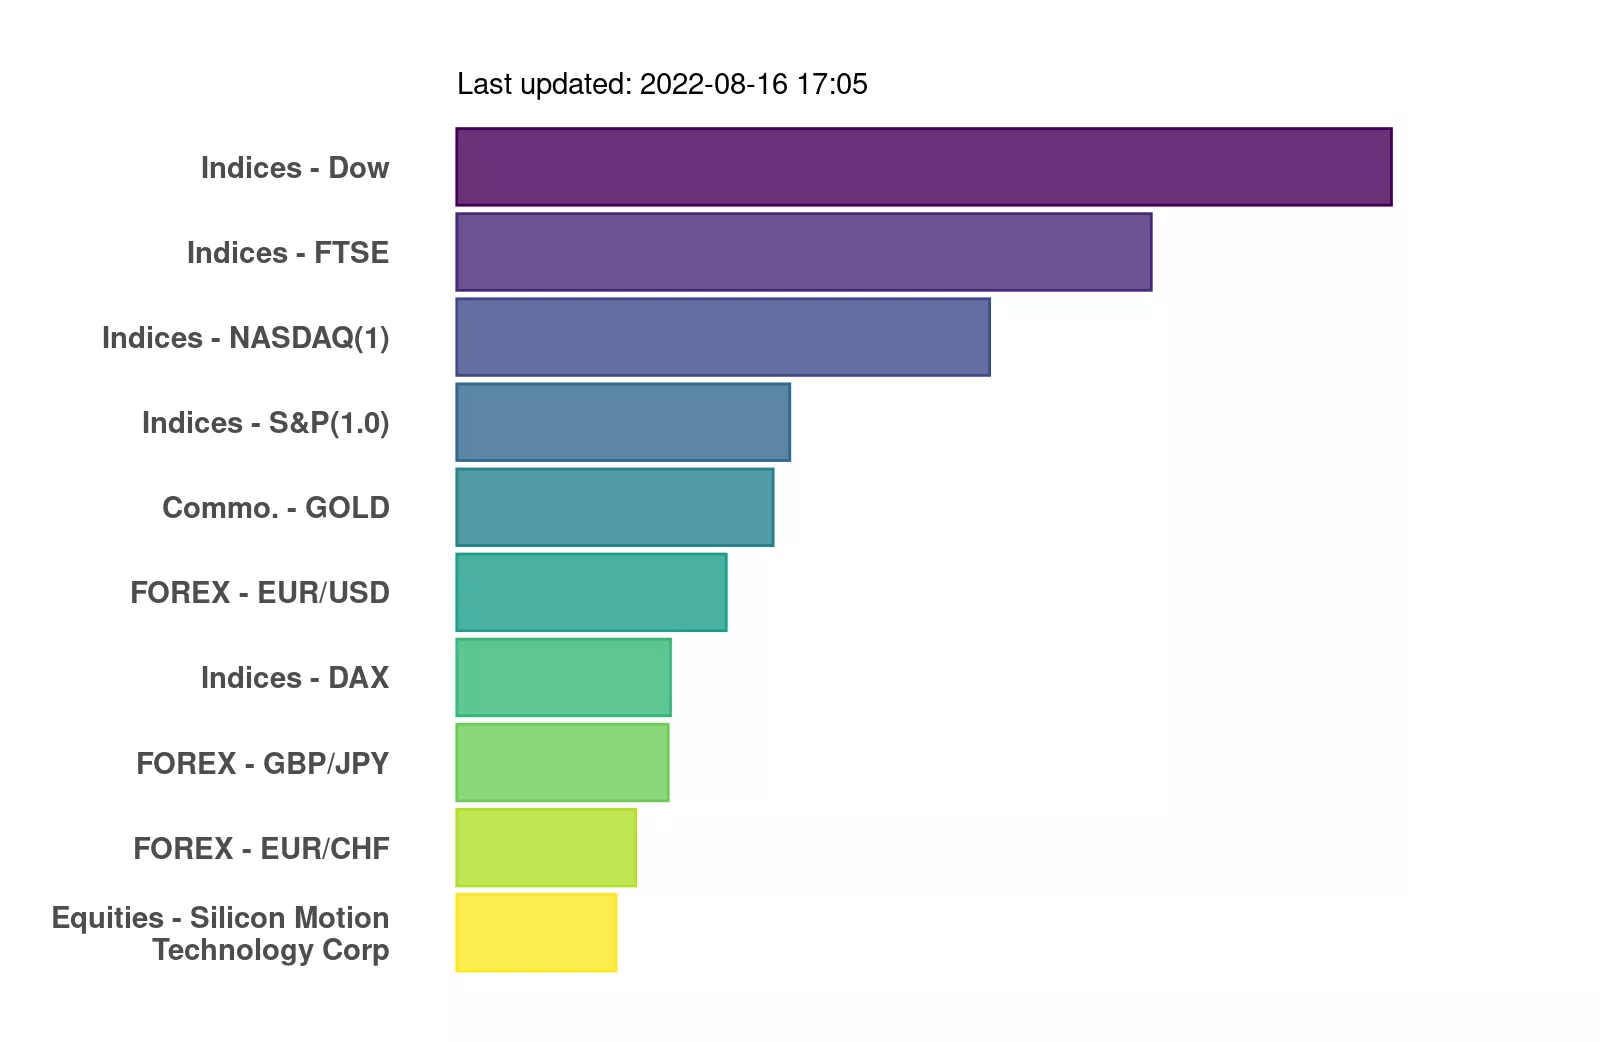 Last updated: 2022-08-16 17:05
Indices - Dow
Indices - FTSE
Indices - NASDAQ(1)
Indices - S&P(1.0)
Commo. - GOLD
FOREX - EUR/USD
Indices - DAX
FOREX - GBP/JPY
FOREX - EUR/CHF
Equities - Silicon Motion
Technology Corp